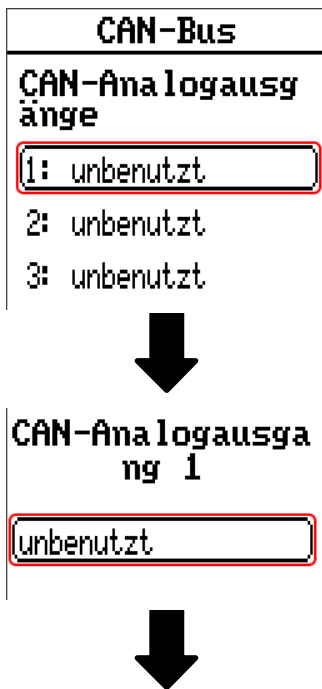 CAN-Bus
CAN-Analogausg
änge
1: unbenutzt
2: unbenutzt
3: unbenutzt
CAN-Analogausga
ng 1
unbenutzt